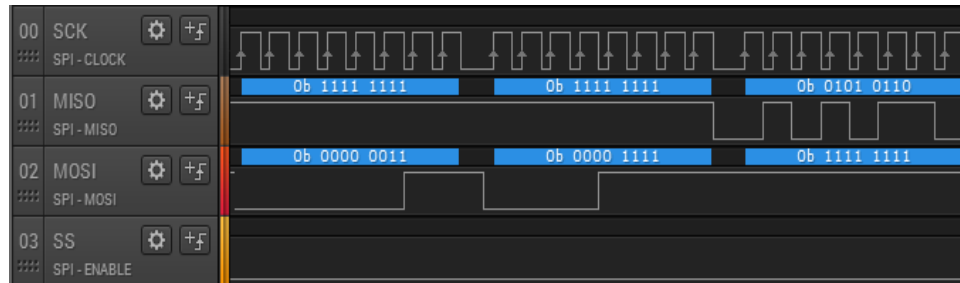 00 SCK
SPI - CLOCK
01 MISO
SPI - MISO
0b 1111 1111 0b 1111 1111 0b 0101 0110
02 MOSI
SPI - MOSI
0b 0000 0011 0b 0000 1111 0b 1111 1111
03 SS
SPI - ENABLE